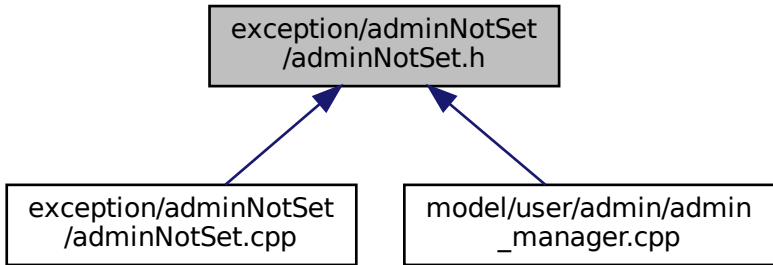 exception/adminNotSet
/adminNotSet.h
exception/adminNotSet
/adminNotSet.cpp
model/user/admin/admin
_manager.cpp